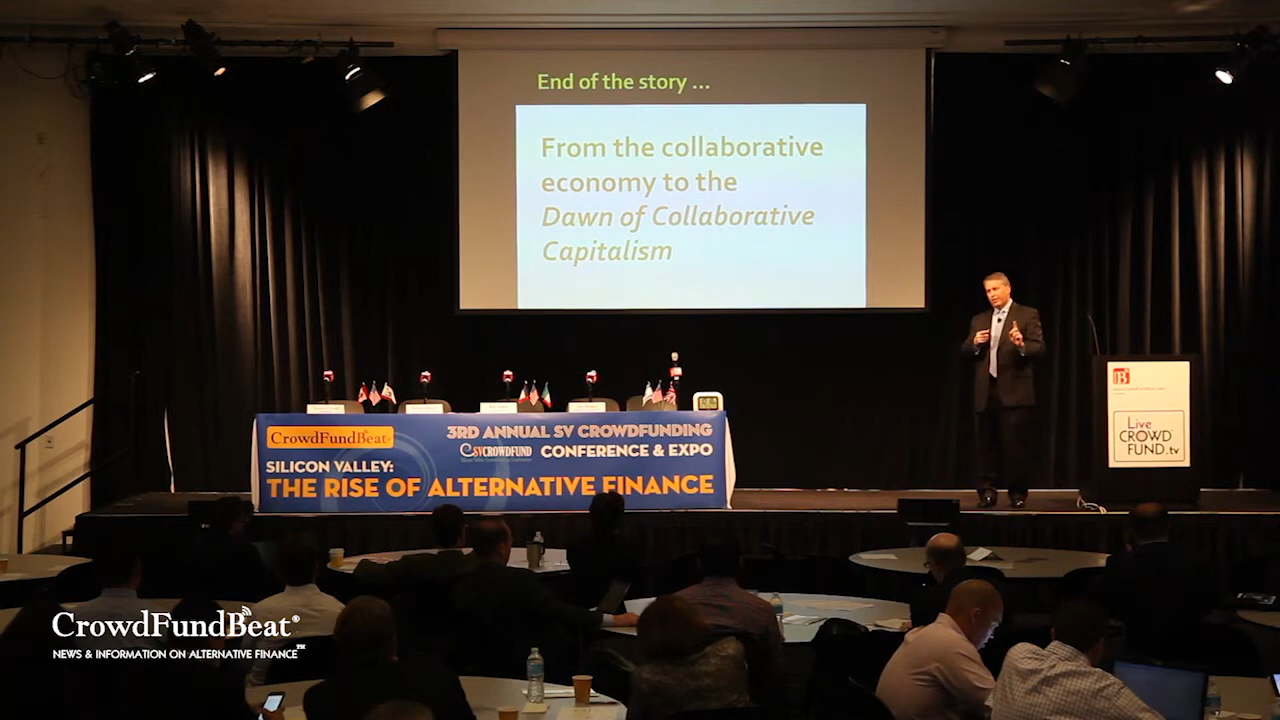 End of the story ...
From the collaborative
economy to the
Dawn of Collaborative
Capitalism
B
Live
CROWD
FUND.tv
CrowdFundBeat
3RD ANNUAL SV CROWDFUNDING
SVCROWDFUND
CONFERENCE & EXPO
SILICON VALLEY:
THE RISE OF ALTERNATIVE FINANCE
CrowdFundBeat®
NEWS & INFORMATION ON ALTERNATIVE FINANCE™